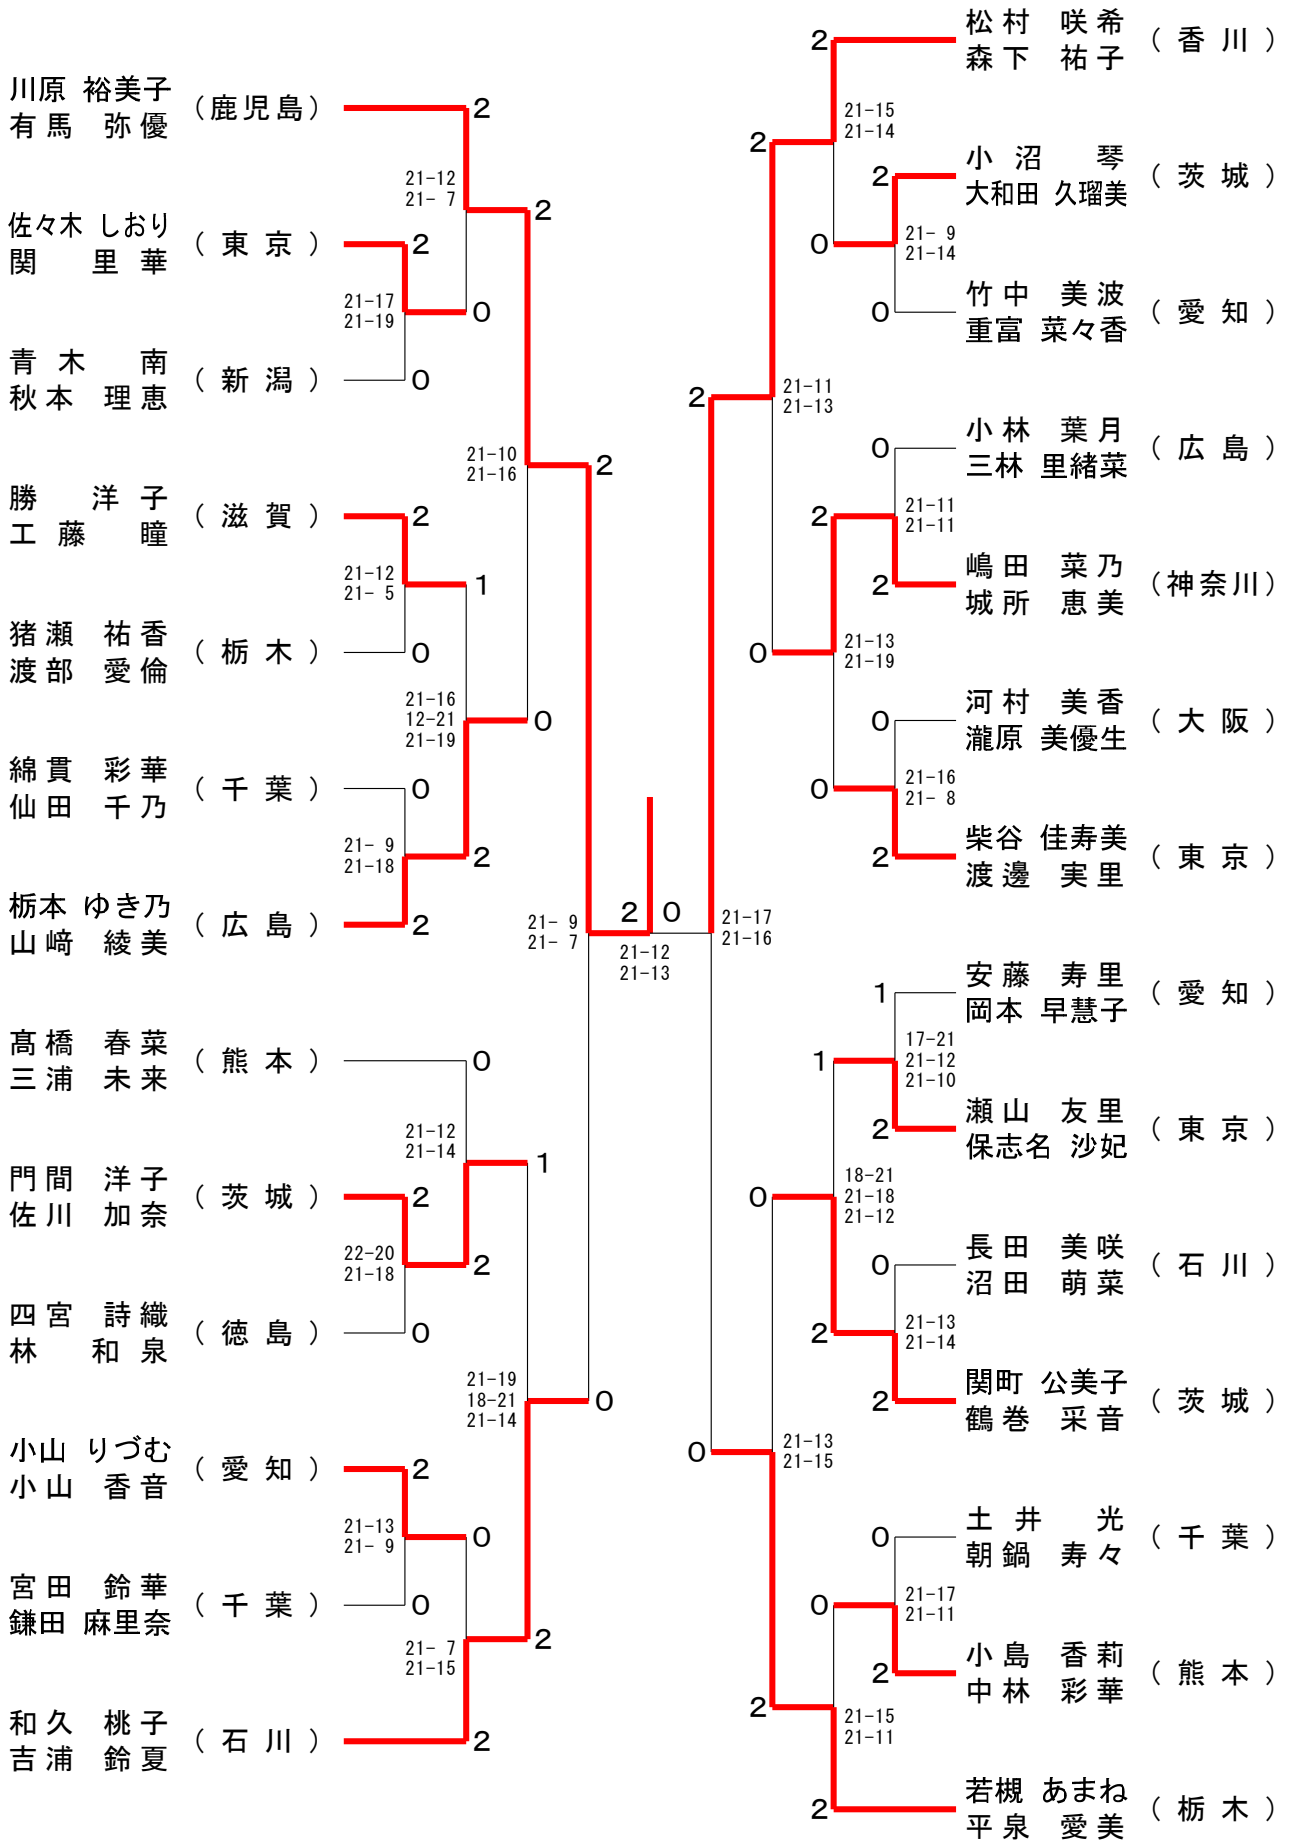 川原 裕美子
有馬 弥優
(鹿児島)
2
21-12
21- 7
2
佐々木 しおり
関 里華
(東京)
2
21-17
21-19
0
青木 南
秋本 理恵
(新潟)
0
21-10
21-16
2
勝 洋子
工藤 瞳
(滋賀)
2
21-12
21- 5
1
猪瀬 祐香
渡部 愛倫
(栃木)
0
21-16
12-21
21-19
0
綿貫 彩華
仙田 千乃
(千葉)
0
21- 9
21-18
2
栃本 ゆき乃
山﨑 綾美
(広島)
2
21- 9
21- 7
2
0
21-12
21-13
髙橋 春菜
三浦 未来
(熊本)
0
21-12
21-14
1
門間 洋子
佐川 加奈
(茨城)
2
22-20
21-18
2
四宮 詩織
林 和泉
(徳島)
0
21-19
18-21
21-14
0
小山 りづむ
小山 香音
(愛知)
2
21-13
21- 9
0
宮田 鈴華
鎌田 麻里奈
(千葉)
0
21- 7
21-15
2
和久 桃子
吉浦 鈴夏
(石川)
2
松村 咲希
森下 祐子
(香川)
2
21-15
21-14
2
小沼 琴
大和田 久瑠美
(茨城)
2
21- 9
21-14
0
竹中 美波
重富 菜々香
(愛知)
0
21-11
21-13
2
小林 葉月
三林 里緒菜
(広島)
0
21-11
21-11
2
嶋田 菜乃
城所 恵美
(神奈川)
2
21-13
21-19
0
河村 美香
瀧原 美優生
(大阪)
0
21-16
21- 8
0
柴谷 佳寿美
渡邊 実里
(東京)
2
21-17
21-16
安藤 寿里
岡本 早慧子
(愛知)
1
17-21
21-12
21-10
1
瀬山 友里
保志名 沙妃
(東京)
2
18-21
21-18
21-12
0
長田 美咲
沼田 萌菜
(石川)
0
21-13
21-14
2
関町 公美子
鶴巻 采音
(茨城)
2
21-13
21-15
0
土井 光
朝鍋 寿々
(千葉)
0
21-17
21-11
0
小島 香莉
中林 彩華
(熊本)
2
21-15
21-11
2
若槻 あまね
平泉 愛美
(栃木)
2